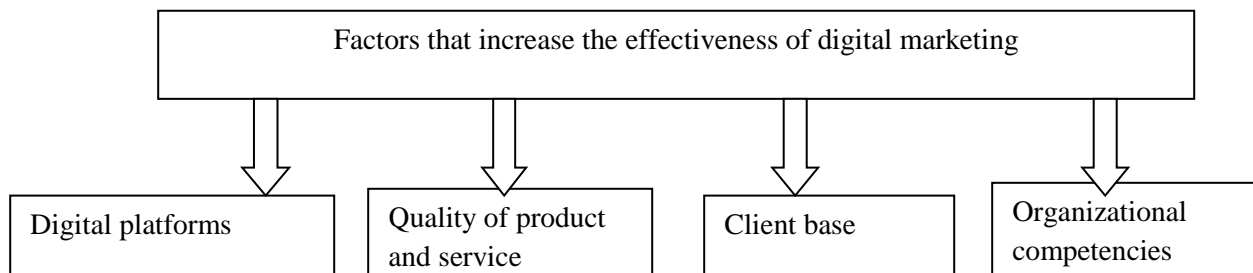 Factors that increase the effectiveness of digital marketing
Digital platforms
Quality of product
and service
Client base
Organizational
competencies